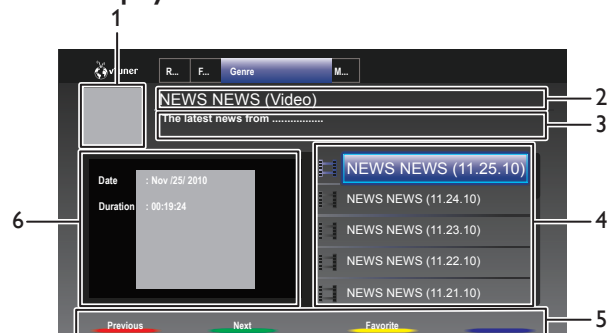 1
vTuner R... F... Genre M...
NEWS NEWS (Video) 2
The latest news from ................. 3
NEWS NEWS (11.25.10)
Date : Nov /25/ 2010
NEWS NEWS (11.24.10)
Duration : 00:19:24
6
NEWS NEWS (11.23.10) 4
NEWS NEWS (11.22.10)
NEWS NEWS (11.21.10)
Previous Next Favorite 5